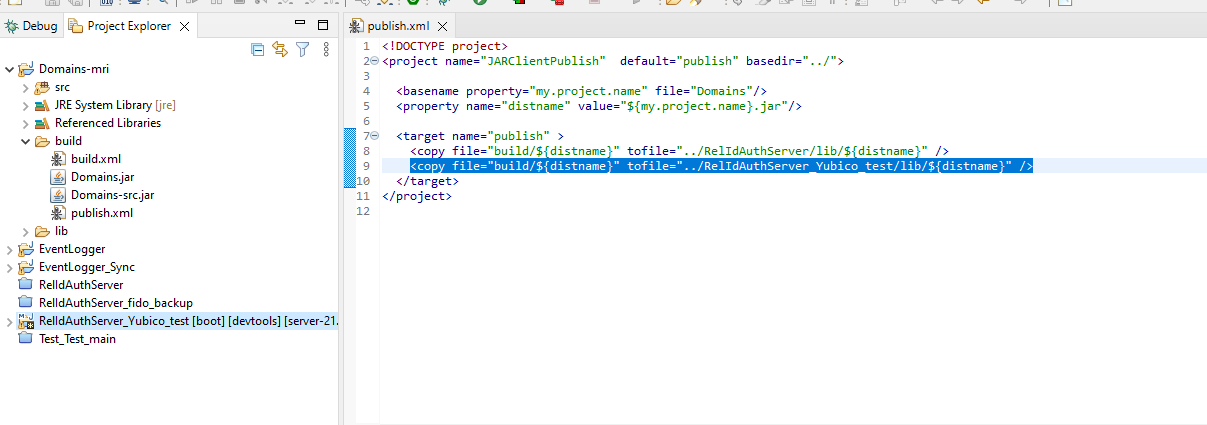 Debug
Project Explorer
publish.xml
Domains-mri
src
JRE System Library [jre]
Referenced Libraries
build
build.xml
Domains.jar
Domains-src.jar
publish.xml
lib
EventLogger
EventLogger_Sync
RelIdAuthServer
RelIdAuthServer_fido_backup
RelIdAuthServer_Yubico_test [boot] [devtools] [server-21.
Test_Test_main
1 <!DOCTYPE project>
2 <project name="JARClientPublish"  default="publish" basedir="../">
3
4   <basename property="my.project.name" file="Domains"/>
5   <property name="distname" value="${my.project.name}.jar"/>
6
7   <target name="publish" >
8     <copy file="build/${distname}" tofile="../RelIdAuthServer/lib/${distname}" />
9     <copy file="build/${distname}" tofile="../RelIdAuthServer_Yubico_test/lib/${distname}" />
10   </target>
11 </project>
12